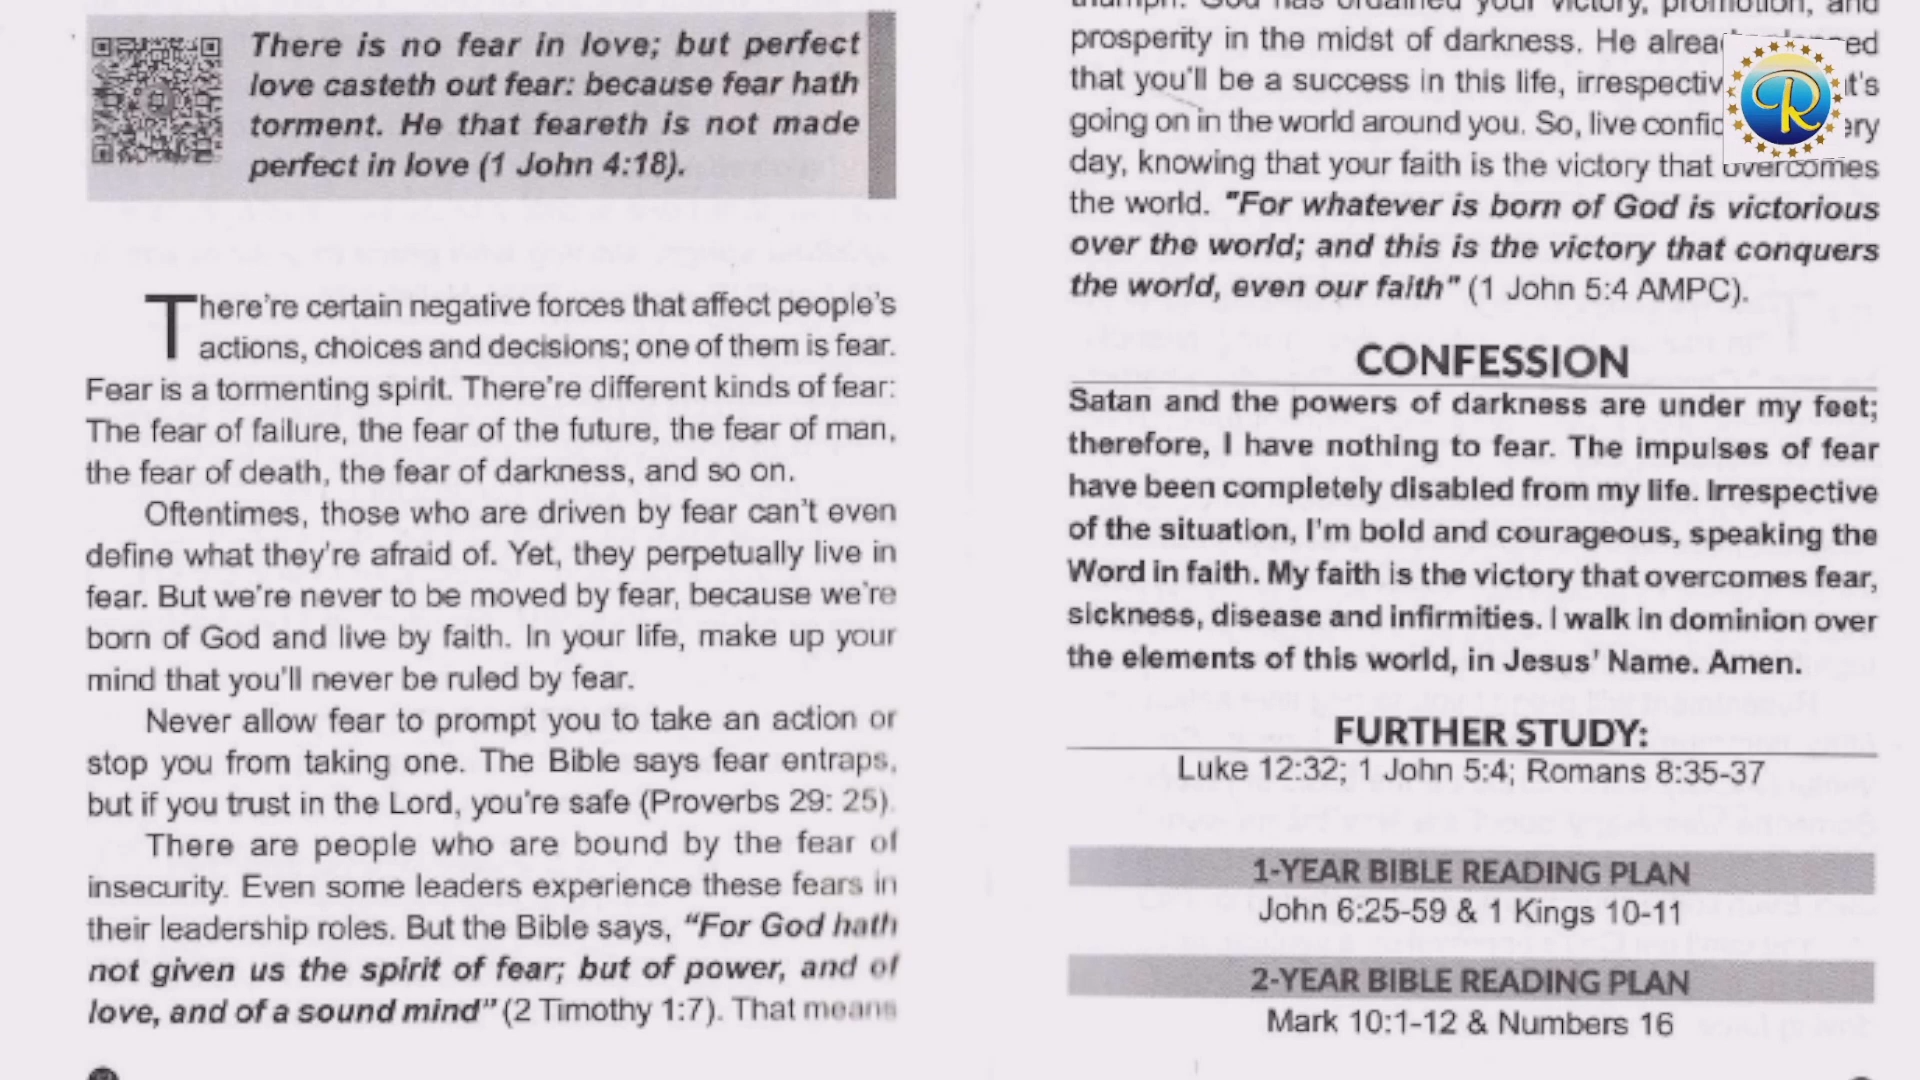 There is no fear in love; but perfect
love casteth out fear: because fear hath
torment. He that feareth is not made
perfect in love (1 John 4:18).
There're certain negative forces that affect people's
actions, choices and decisions; one of them is fear.
Fear is a tormenting spirit. There're different kinds of fear:
The fear of failure, the fear of the future, the fear of man,
the fear of death, the fear of darkness, and so on.
Oftentimes, those who are driven by fear can't even
define what they're afraid of. Yet, they perpetually live in
fear. But we're never to be moved by fear, because we're
born of God and live by faith. In your life, make up your
mind that you'll never be ruled by fear.
Never allow fear to prompt you to take an action or
stop you from taking one. The Bible says fear entraps,
but if you trust in the Lord, you're safe (Proverbs 29: 25).
There are people who are bound by the fear of
insecurity. Even some leaders experience these fears in
their leadership roles. But the Bible says, "For God hath
not given us the spirit of fear; but of power, and of
love, and of a sound mind" (2 Timothy 1:7). That means
triumph. God has ordained your victory, promotion, and
prosperity in the midst of darkness. He
that you'll be a success in this life,
going on in the world around you. So, live
day, knowing that your faith is the victory that overcomes
the world. "For whatever is born of God is victorious
over the world; and this is the victory that conquers
the world, even our faith" (1 John 5:4 AMPC).
CONFESSION
Satan and the powers of darkness are under my feet;
therefore, I have nothing to fear. The impulses of fear
have been completely disabled from my life. Irrespective
of the situation, I'm bold and courageous, speaking the
Word in faith. My faith is the victory that overcomes fear,
sickness, disease and infirmities. I walk in dominion over
the elements of this world, in Jesus' Name. Amen.
FURTHER STUDY:
Luke 12:32; 1 John 5:4; Romans 8:35-37
1-YEAR BIBLE READING PLAN
John 6:25-59 & 1 Kings 10-11
2-YEAR BIBLE READING PLAN
Mark 10:1-12 & Numbers 16
R